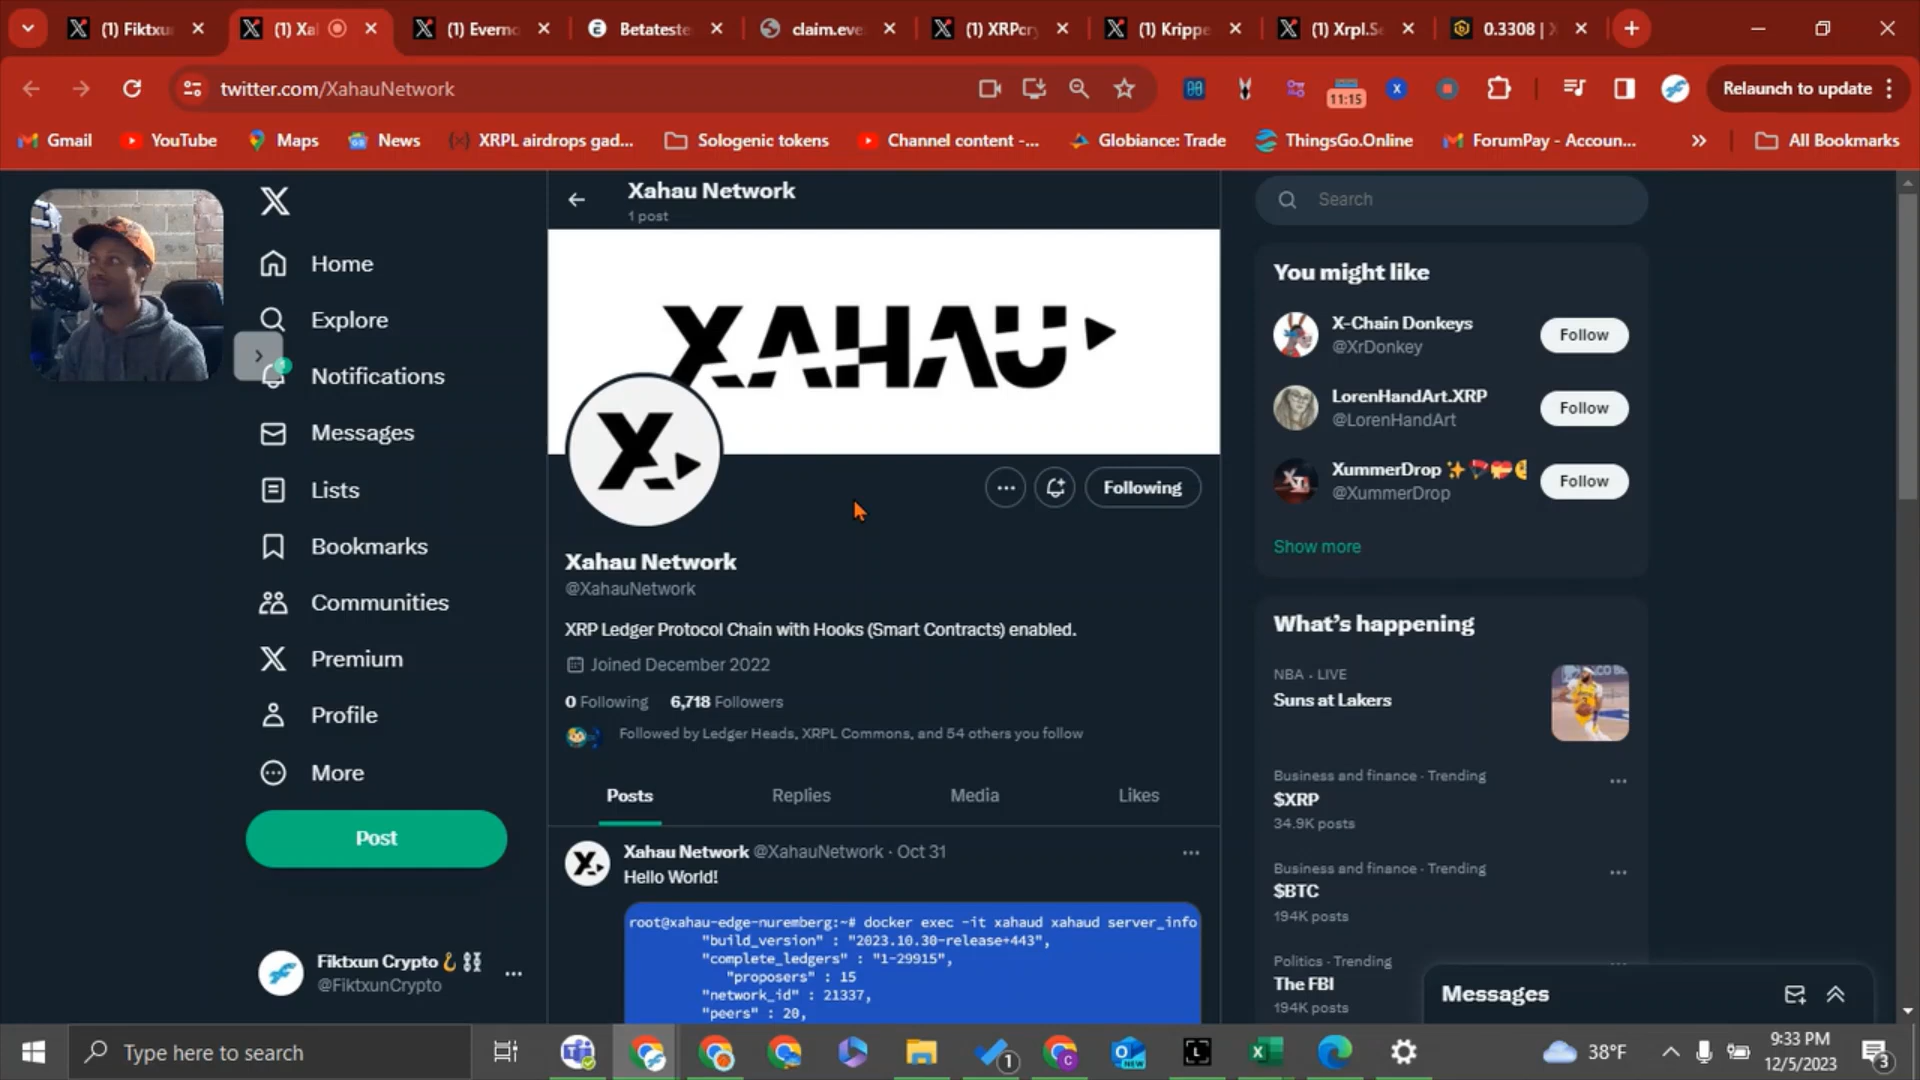 (1) Fiktxun
(1) Xal
(1) Everno
Betateste
claim.eve
(1) XRPcry
(1) Krippe
(1) Xrpl.Se
0.3308 |
twitter.com/XahauNetwork
11:15
Relaunch to update
Gmail
YouTube
Maps
News
XRPL airdrops gad...
Sologenic tokens
Channel content -...
Globiance: Trade
ThingsGo.Online
ForumPay - Accoun...
All Bookmarks
Home
Explore
Notifications
Messages
Lists
Bookmarks
Communities
Premium
Profile
More
Post
Fiktxun Crypto
@FiktxunCrypto
Xahau Network
1 post
XAHAU
Following
Xahau Network
@XahauNetwork
XRP Ledger Protocol Chain with Hooks (Smart Contracts) enabled.
Joined December 2022
0 Following 6,718 Followers
Followed by Ledger Heads, XRPL Commons, and 54 others you follow
Posts
Replies
Media
Likes
Xahau Network @XahauNetwork · Oct 31
Hello World!
root@xahau-edge-nuremberg:~# docker exec -it xahaud xahaud server_info
"build_version" : "2023.10.30-release+443",
"complete_ledgers" : "1-29915",
"proposers" : 15
"network_id" : 21337,
"peers" : 20,
Search
You might like
X-Chain Donkeys
@XrDonkey
Follow
LorenHandArt.XRP
@LorenHandArt
Follow
XummerDrop
@XummerDrop
Follow
Show more
What's happening
NBA · LIVE
Suns at Lakers
Business and finance · Trending
$XRP
34.9K posts
Business and finance · Trending
$BTC
194K posts
Politics · Trending
The FBI
194K posts
Messages
Type here to search
1
NEW
38°F
9:33 PM
12/5/2023
3